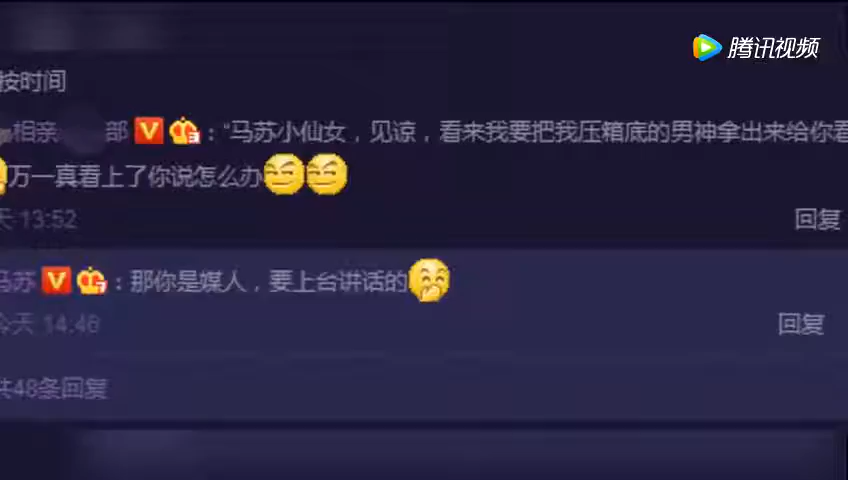 腾讯视频
按时间
相亲 部 V : “马苏小仙女，见谅，看来我要把我压箱底的男神拿出来给你看
万一真看上了你说怎么办
天 13:52 回复
马苏 V : 那你是媒人，要上台讲话的
今天 14:46 回复
共48条回复